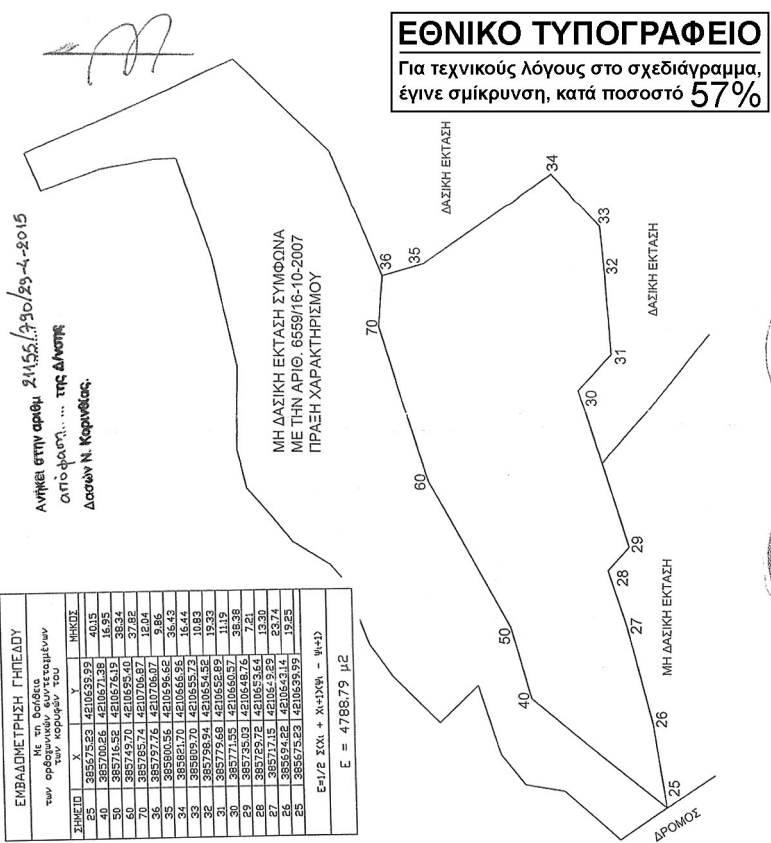 ΕΘΝΙΚΟ ΤΥΠΟΓΡΑΦΕΙΟ
Για τεχνικούς λόγους στο σχεδιάγραμμα,
έγινε σμίκρυνση, κατά ποσοστό 57%
Ανήκει στην αριθμ 21155/790/29-4-2015
απόφαση ... της Δ/νσης
Δασών Ν. Κορινθίας.
ΜΗ ΔΑΣΙΚΗ ΕΚΤΑΣΗ ΣΥΜΦΩΝΑ
ΜΕ ΤΗΝ ΑΡΙΘ. 6559/16-10-2007
ΠΡΑΞΗ ΧΑΡΑΚΤΗΡΙΣΜΟΥ
ΔΑΣΙΚΗ ΕΚΤΑΣΗ
ΔΑΣΙΚΗ ΕΚΤΑΣΗ
ΜΗ ΔΑΣΙΚΗ ΕΚΤΑΣΗ
ΔΡΟΜΟΣ
34
33
32
31
30
29
28
27
26
25
40
50
60
70
36
35
ΕΜΒΑΔΟΜΕΤΡΗΣΗ ΓΗΠΕΔΟΥ
Με τη βοήθεια
των ορθογωνικών συντεταγμένων
των κορυφών του
ΣΗΜΕΙΟ X Y ΜΗΚΟΣ
25 385675.23 4210639.99 40.15
40 385700.26 4210671.38 16.95
50 385716.52 4210676.19 38.34
60 385749.70 4210695.40 37.82
70 385785.74 4210706.87 12.04
36 385797.76 4210706.07 9.86
35 385800.56 4210696.62 36.43
34 385821.70 4210666.96 16.44
33 385809.70 4210655.73 10.83
32 385798.94 4210654.52 19.33
31 385779.68 4210652.89 11.19
30 385771.55 4210660.57 38.38
29 385735.03 4210648.76 7.21
28 385729.72 4210653.64 13.30
27 385717.15 4210649.29 23.74
26 385694.22 4210643.14 19.25
25 385675.23 4210639.99
E=1/2 Σ(Xι + Xι+1)(Ψι - Ψι+1)
E = 4788.79 μ2